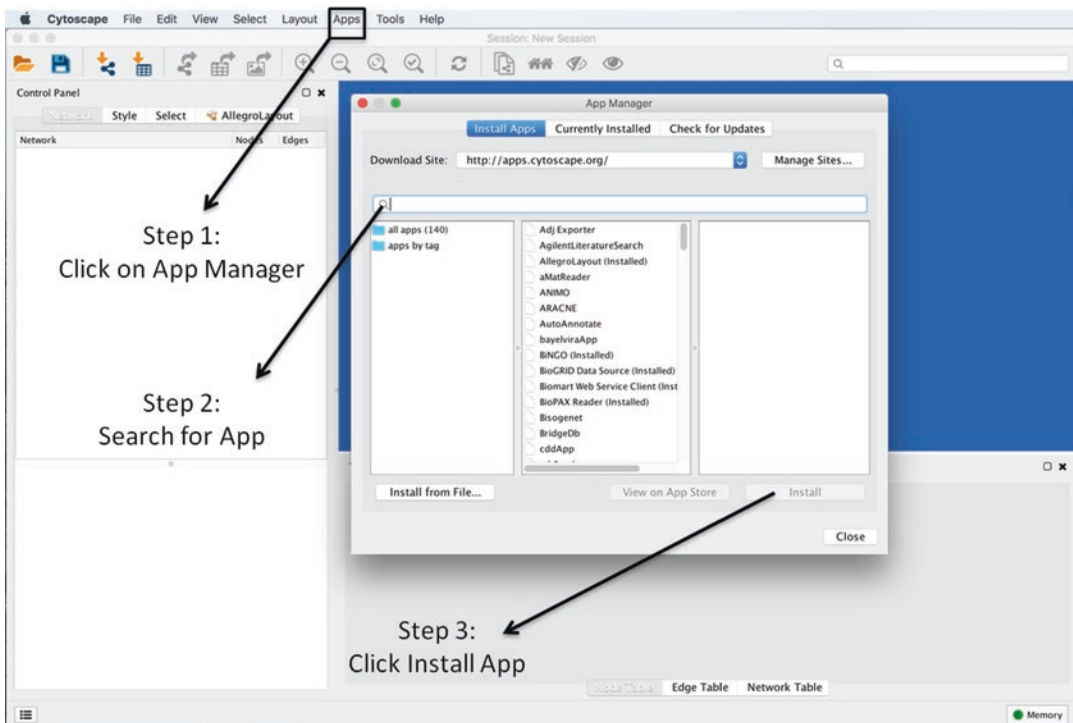 Cytoscape File Edit View Select Layout Apps Tools Help
Session: New Session
Control Panel
Network Style Select AllegroLayout
Network Nodes Edges
App Manager
Install Apps Currently Installed Check for Updates
Download Site: http://apps.cytoscape.org/ Manage Sites...
all apps (140)
apps by tag
Adj Exporter
AgilentLiteratureSearch
AllegroLayout (Installed)
aMatReader
ANIMO
ARACNE
AutoAnnotate
bayelviraApp
BiNGO (Installed)
BioGRID Data Source (Installed)
Biomart Web Service Client (Inst
BioPAX Reader (Installed)
Bisogenet
BridgeDb
cddApp
Install from File... View on App Store Install
Close
Step 1:
Click on App Manager
Step 2:
Search for App
Step 3:
Click Install App
Node Table Edge Table Network Table
Memory